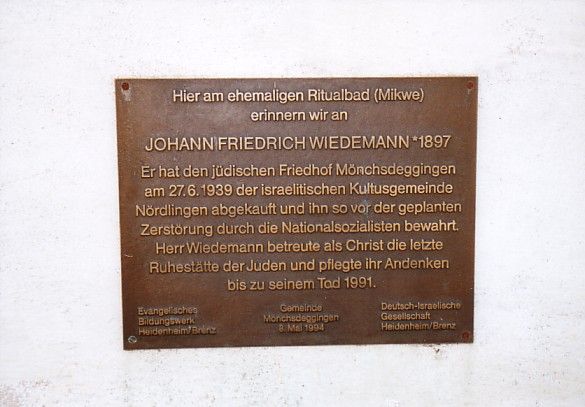 Hier am ehemaligen Ritualbad (Mikwe)
erinnern wir an
JOHANN FRIEDRICH WIEDEMANN *1897
Er hat den jüdischen Friedhof Mönchsdeggingen
am 27.6.1939 der israelitischen Kultusgemeinde
Nördlingen abgekauft und ihn so vor der geplanten
Zerstörung durch die Nationalsozialisten bewahrt.
Herr Wiedemann betreute als Christ die letzte
Ruhestätte der Juden und pflegte ihr Andenken
bis zu seinem Tod 1991.
Evangelisches
Bildungswerk
Heidenheim/Brenz
Gemeinde
Mönchsdeggingen
8. Mai 1994
Deutsch-Israelische
Gesellschaft
Heidenheim/Brenz